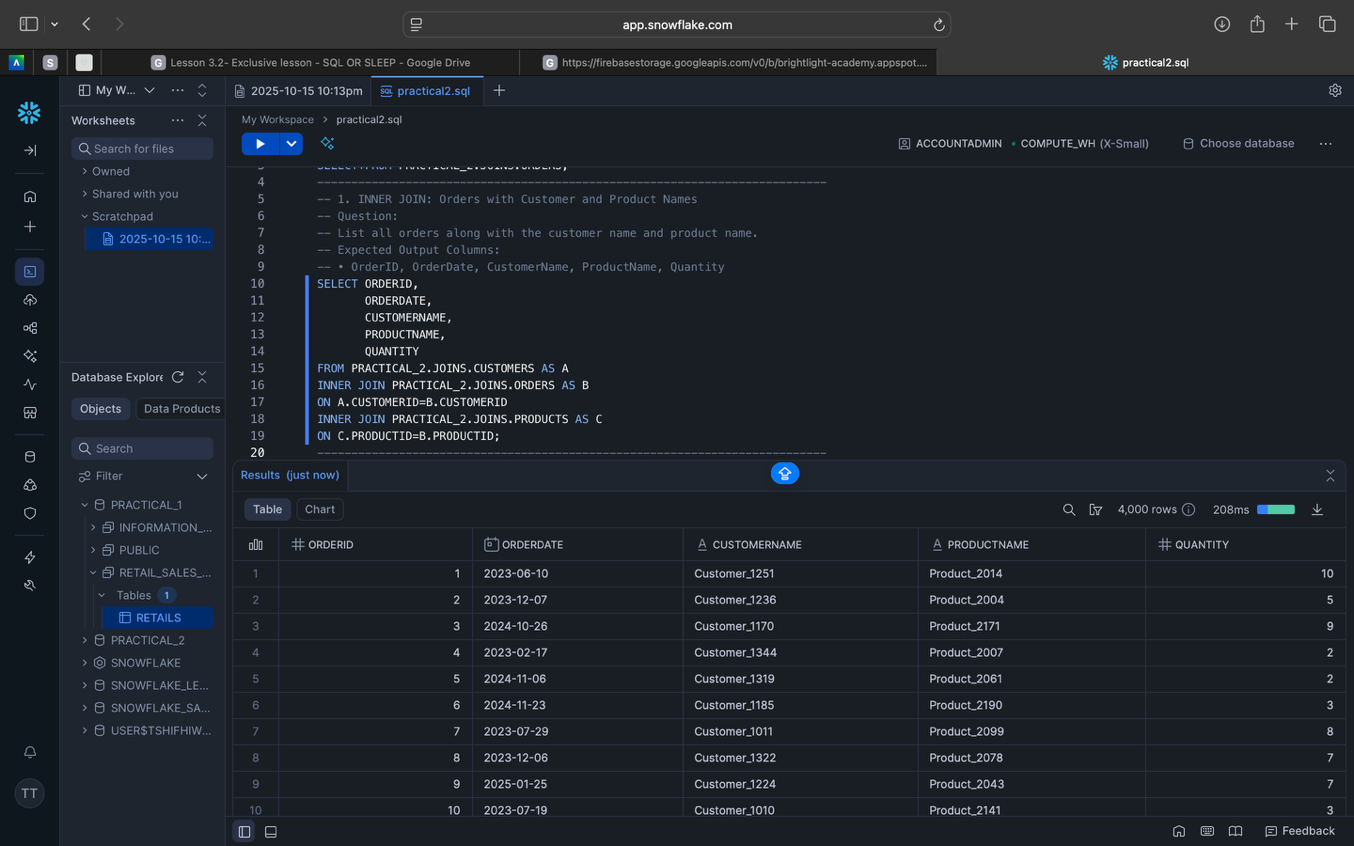 app.snowflake.com
S
G Lesson 3.2- Exclusive lesson - SQL OR SLEEP - Google Drive
G https://firebasestorage.googleapis.com/v0/b/brightlight-academy.appspot....
practical2.sql
My W...
2025-10-15 10:13pm
SQL practical2.sql
Worksheets
Search for files
Owned
Shared with you
Scratchpad
2025-10-15 10:...
My Workspace > practical2.sql
ACCOUNTADMIN
COMPUTE_WH (X-Small)
Choose database
4 ----------------------------------------------------------------------------
5 -- 1. INNER JOIN: Orders with Customer and Product Names
6 -- Question:
7 -- List all orders along with the customer name and product name.
8 -- Expected Output Columns:
9 -- • OrderID, OrderDate, CustomerName, ProductName, Quantity
10 SELECT ORDERID,
11 ORDERDATE,
12 CUSTOMERNAME,
13 PRODUCTNAME,
14 QUANTITY
15 FROM PRACTICAL_2.JOINS.CUSTOMERS AS A
16 INNER JOIN PRACTICAL_2.JOINS.ORDERS AS B
17 ON A.CUSTOMERID=B.CUSTOMERID
18 INNER JOIN PRACTICAL_2.JOINS.PRODUCTS AS C
19 ON C.PRODUCTID=B.PRODUCTID;
20 ----------------------------------------------------------------------------
Database Explore
Objects
Data Products
Search
Filter
PRACTICAL_1
INFORMATION_...
PUBLIC
RETAIL_SALES_...
Tables 1
RETAILS
PRACTICAL_2
SNOWFLAKE
SNOWFLAKE_LE...
SNOWFLAKE_SA...
USER$TSHIFHIW...
TT
Results (just now)
Table
Chart
4,000 rows
208ms
ORDERID ORDERDATE CUSTOMERNAME PRODUCTNAME QUANTITY
1 1 2023-06-10 Customer_1251 Product_2014 10
2 2 2023-12-07 Customer_1236 Product_2004 5
3 3 2024-10-26 Customer_1170 Product_2171 9
4 4 2023-02-17 Customer_1344 Product_2007 2
5 5 2024-11-06 Customer_1319 Product_2061 2
6 6 2024-11-23 Customer_1185 Product_2190 3
7 7 2023-07-29 Customer_1011 Product_2099 8
8 8 2023-12-06 Customer_1322 Product_2078 7
9 9 2025-01-25 Customer_1224 Product_2043 7
10 10 2023-07-19 Customer_1010 Product_2141 3
Feedback